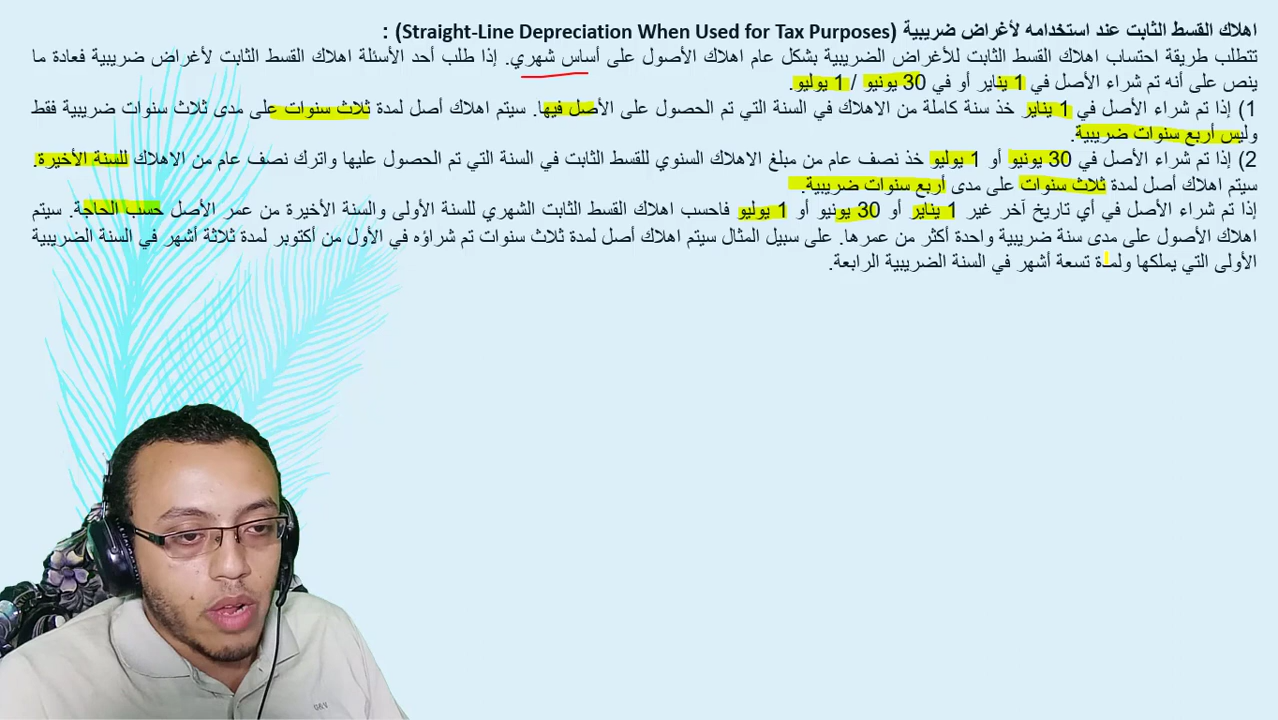 اهلاك القسط الثابت عند استخدامه لأغراض ضريبية (Straight-Line Depreciation When Used for Tax Purposes) :
تتطلب طريقة احتساب اهلاك القسط الثابت للأغراض الضريبية بشكل عام اهلاك الأصول على أساس شهري. إذا طلب أحد الأسئلة اهلاك القسط الثابت لأغراض ضريبية فعادة ما
ينص على أنه تم شراء الأصل في 1 يناير أو في 30 يونيو / 1 يوليو.
1) إذا تم شراء الأصل في 1 يناير خذ سنة كاملة من الاهلاك في السنة التي تم الحصول على الأصل فيها. سيتم اهلاك أصل لمدة ثلاث سنوات على مدى ثلاث سنوات ضريبية فقط
وليس أربع سنوات ضريبية.
2) إذا تم شراء الأصل في 30 يونيو أو 1 يوليو خذ نصف عام من مبلغ الاهلاك السنوي للقسط الثابت في السنة التي تم الحصول عليها واترك نصف عام من الاهلاك للسنة الأخيرة.
سيتم اهلاك أصل لمدة ثلاث سنوات على مدى أربع سنوات ضريبية.
إذا تم شراء الأصل في أي تاريخ آخر غير 1 يناير أو 30 يونيو أو 1 يوليو فاحسب اهلاك القسط الثابت الشهري للسنة الأولى والسنة الأخيرة من عمر الأصل حسب الحاجة. سيتم
اهلاك الأصول على مدى سنة ضريبية واحدة أكثر من عمرها. على سبيل المثال سيتم اهلاك أصل لمدة ثلاث سنوات تم شراؤه في الأول من أكتوبر لمدة ثلاثة أشهر في السنة الضريبية
الأولى التي يملكها ولمدة تسعة أشهر في السنة الضريبية الرابعة.